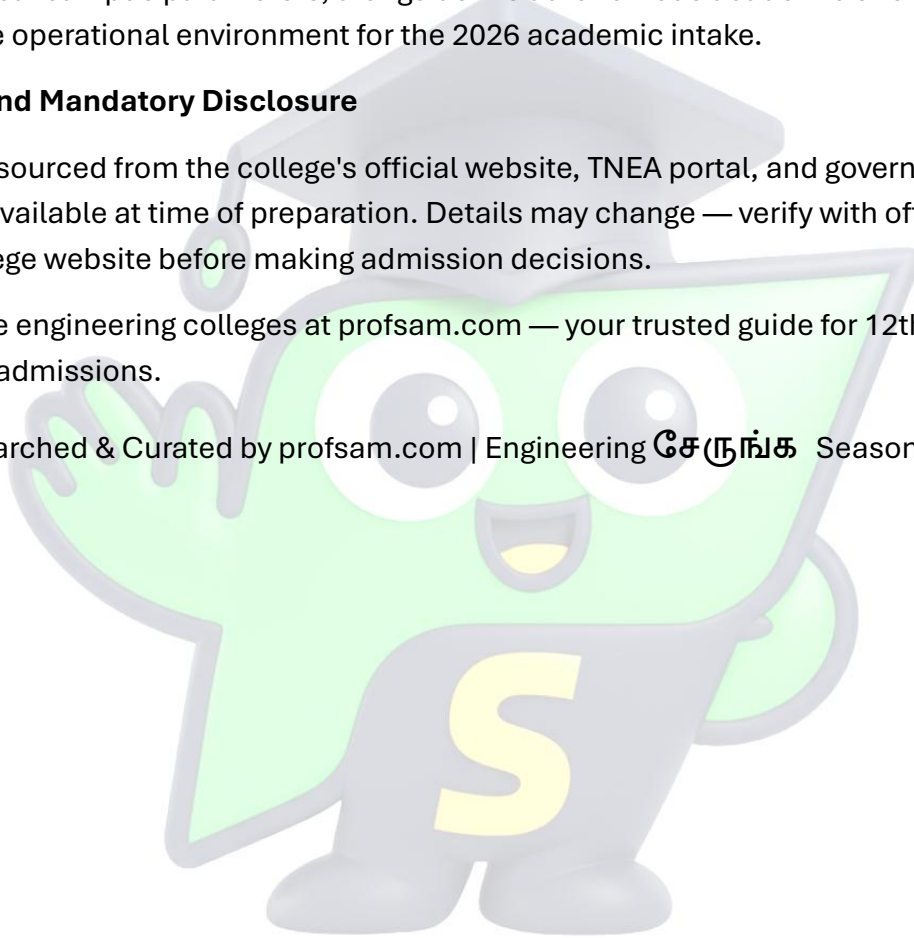 e operational environment for the 2026 academic intake.
nd Mandatory Disclosure
sourced from the college's official website, TNEA portal, and govern
vailable at time of preparation. Details may change — verify with of
ege website before making admission decisions.
e engineering colleges at profsam.com — your trusted guide for 12th
admissions.
arched & Curated by profsam.com | Engineering சேருங்க Season
S